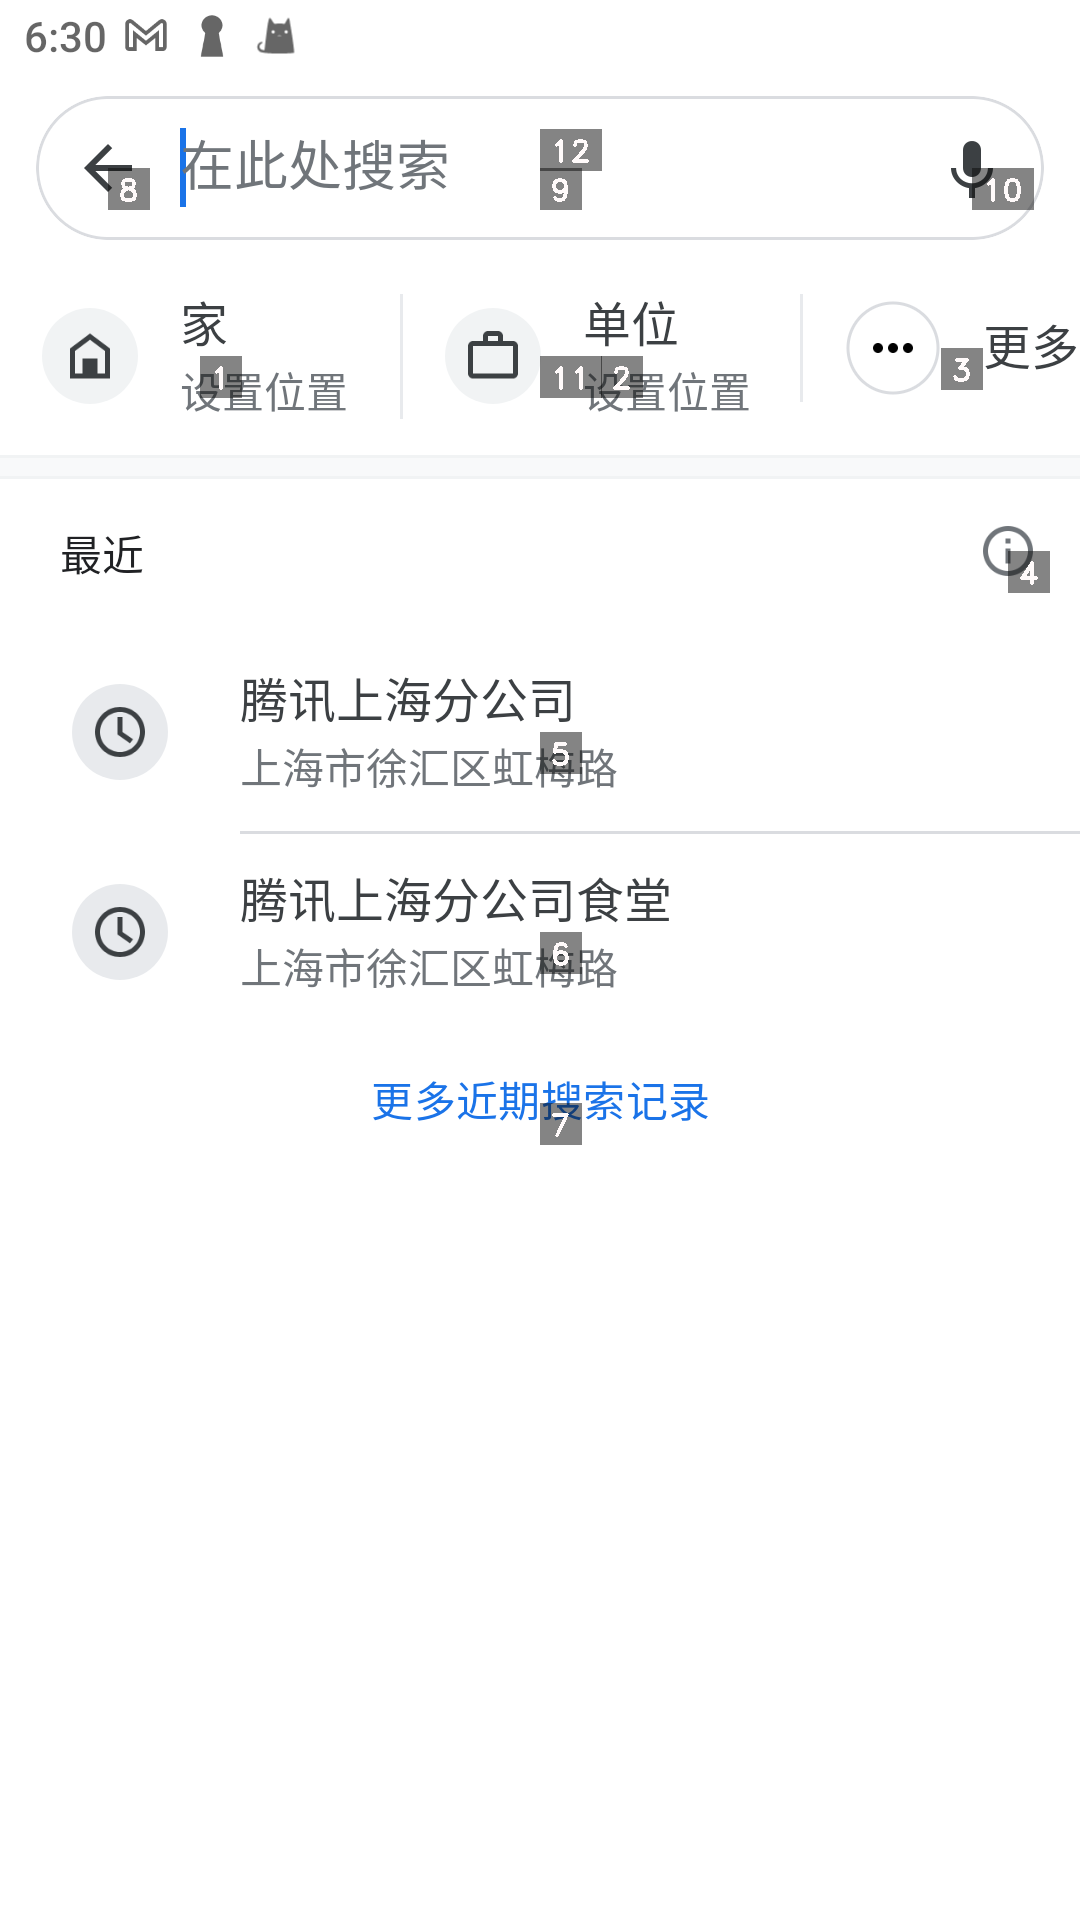 6:30
在此处搜索
12
8
9
10
家
单位
更多
设置位置
设置位置
1
11
2
3
最近
4
腾讯上海分公司
上海市徐汇区虹梅路
5
腾讯上海分公司食堂
上海市徐汇区虹梅路
6
更多近期搜索记录
7